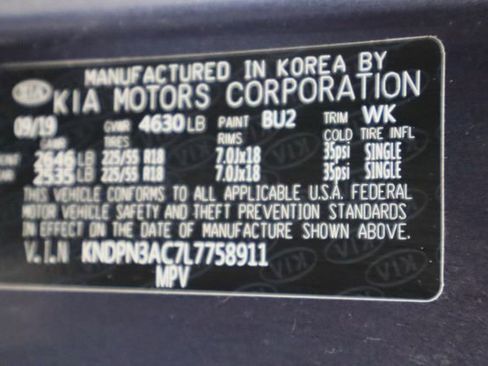 MANUFACTURED IN KOREA BY
KIA KIA MOTORS CORPORATION
09/19 GVWR 4630 LB PAINT BU2 TRIM WK
TIRES RIMS COLD TIRE INFL
2646 LB 225/55 R18 7.0Jx18 35psi SINGLE
2535 LB 225/55 R18 7.0Jx18 35psi SINGLE
THIS VEHICLE CONFORMS TO ALL APPLICABLE U.S.A. FEDERAL
MOTOR VEHICLE SAFETY AND THEFT PREVENTION STANDARDS
IN EFFECT ON THE DATE OF MANUFACTURE SHOWN ABOVE.
V.I.N KNDPN3AC7L7758911
MPV